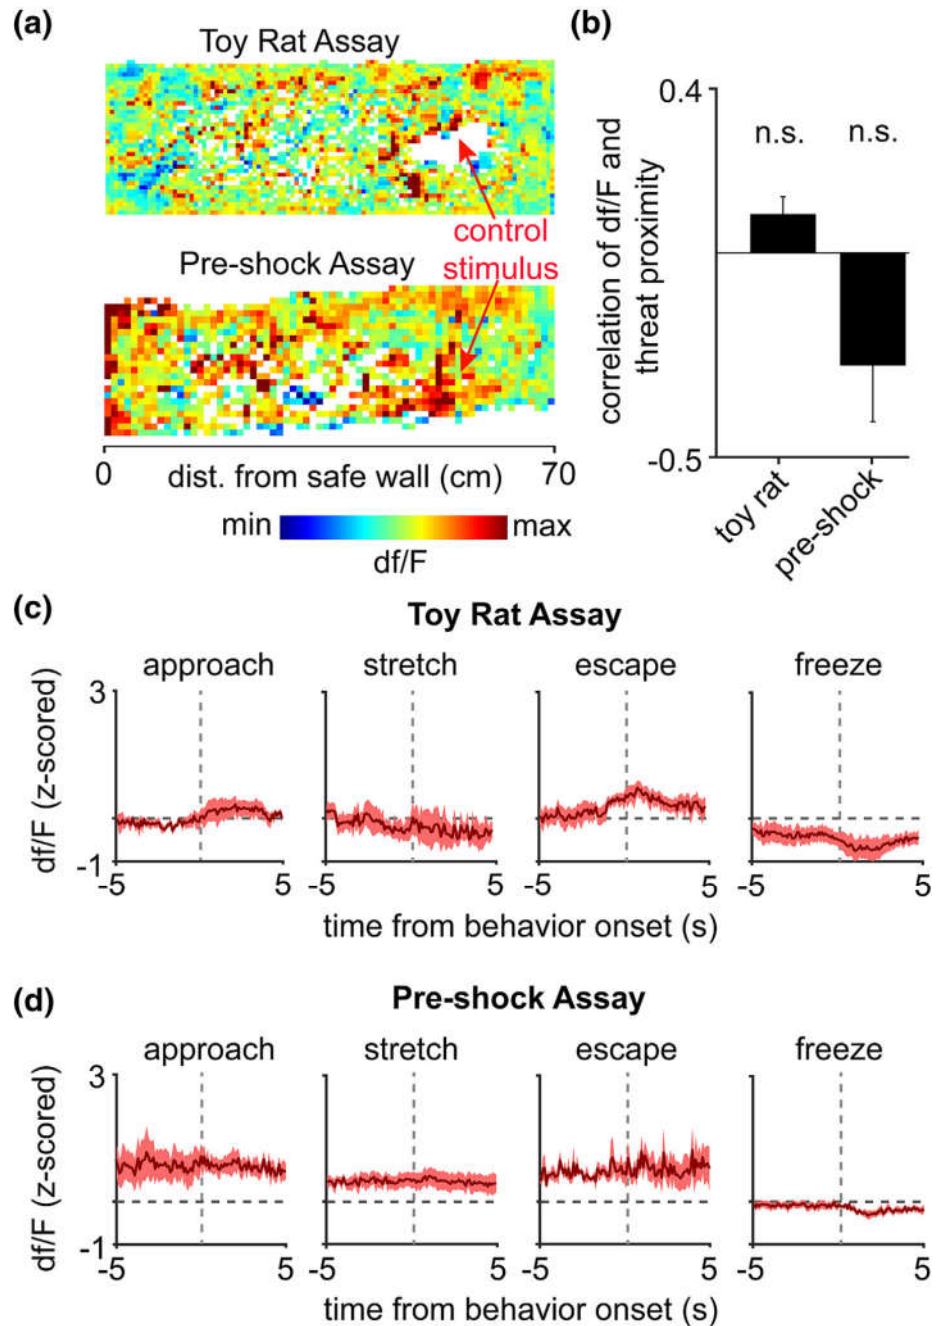 (a)
Toy Rat Assay
control
stimulus
Pre-shock Assay
0
dist. from safe wall (cm)
70
min
max
df/F
(b)
correlation of df/F and
threat proximity
0.4
n.s.
n.s.
-0.5
toy rat
pre-shock
(c)
Toy Rat Assay
approach
stretch
escape
freeze
df/F (z-scored)
3
-1
-5
5
-5
5
-5
5
-5
5
time from behavior onset (s)
(d)
Pre-shock Assay
approach
stretch
escape
freeze
df/F (z-scored)
3
-1
-5
5
-5
5
-5
5
-5
5
time from behavior onset (s)